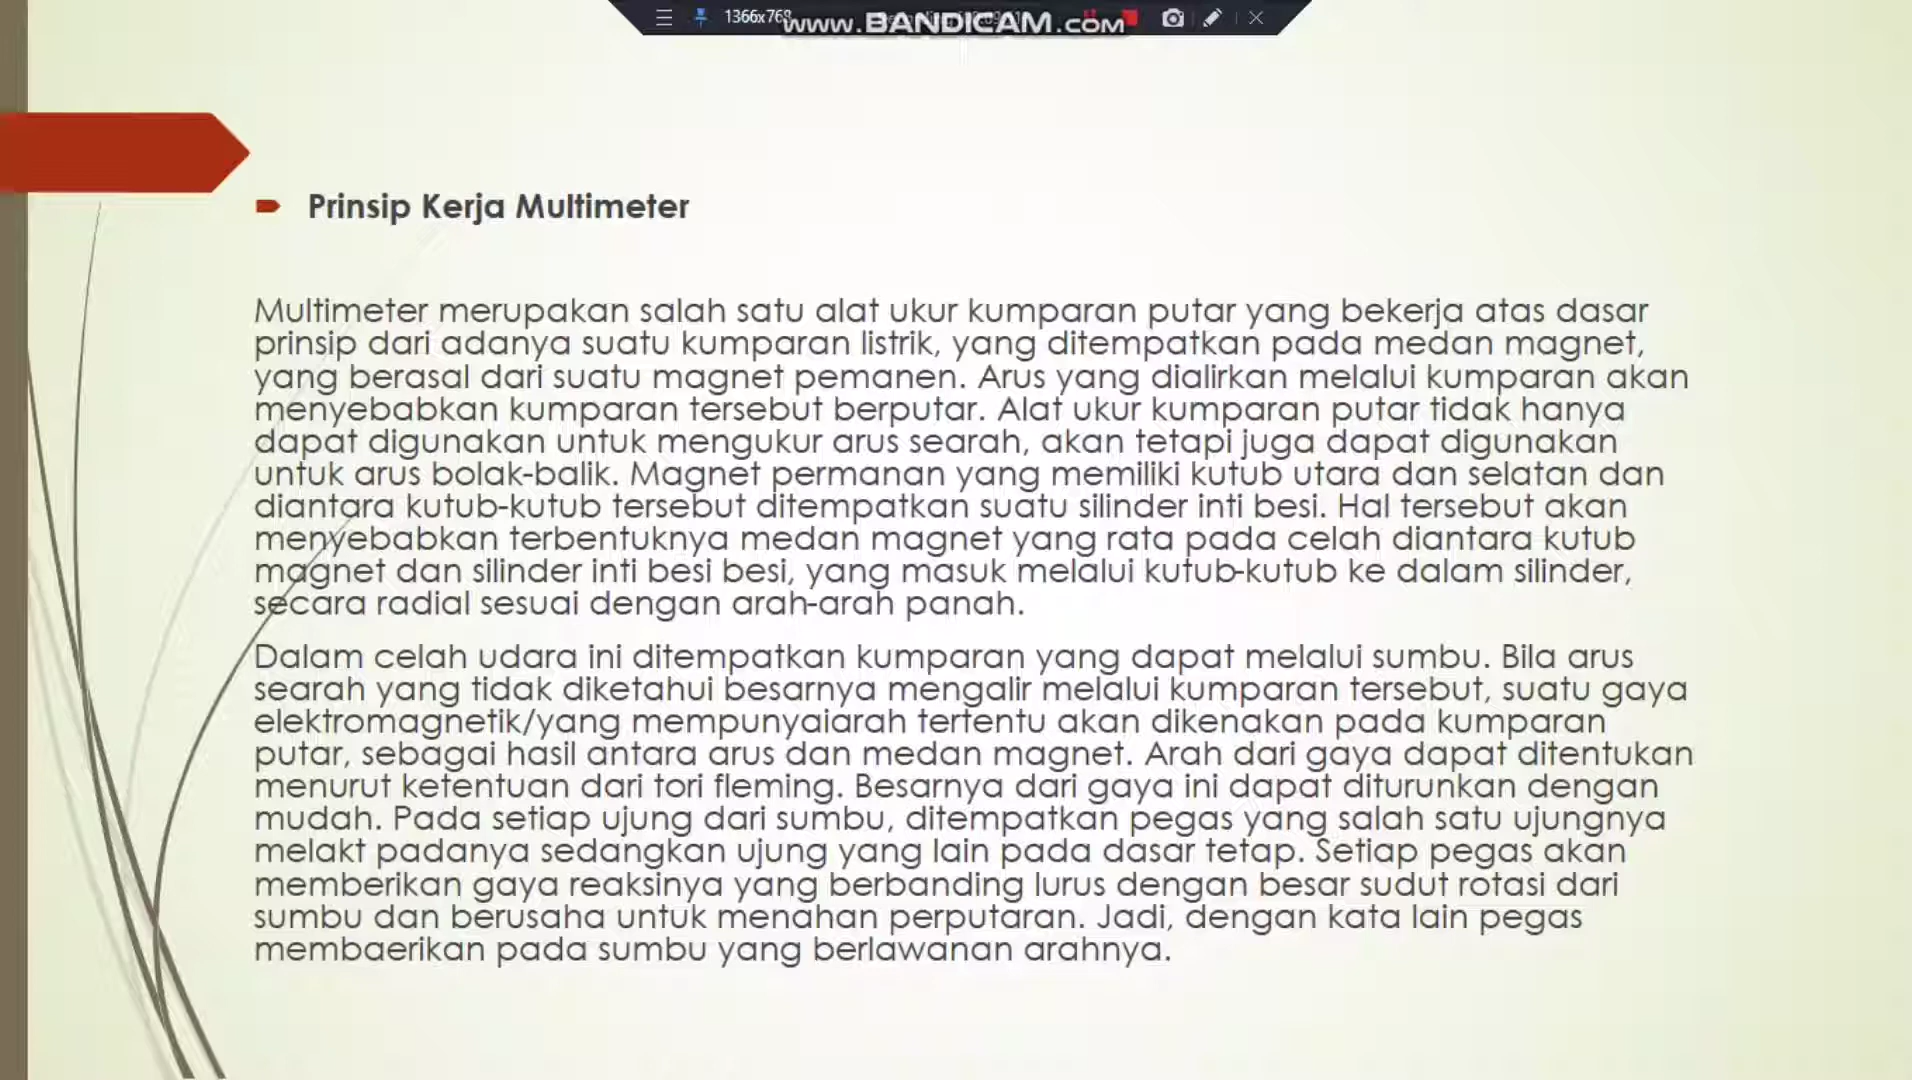 1366x768
www.BANDICAM.com
Prinsip Kerja Multimeter
Multimeter merupakan salah satu alat ukur kumparan putar yang bekerja atas dasar
prinsip dari adanya suatu kumparan listrik, yang ditempatkan pada medan magnet,
yang berasal dari suatu magnet pemanen. Arus yang dialirkan melalui kumparan akan
menyebabkan kumparan tersebut berputar. Alat ukur kumparan putar tidak hanya
dapat digunakan untuk mengukur arus searah, akan tetapi juga dapat digunakan
untuk arus bolak-balik. Magnet permanan yang memiliki kutub utara dan selatan dan
diantara kutub-kutub tersebut ditempatkan suatu silinder inti besi. Hal tersebut akan
menyebabkan terbentuknya medan magnet yang rata pada celah diantara kutub
magnet dan silinder inti besi besi, yang masuk melalui kutub-kutub ke dalam silinder,
secara radial sesuai dengan arah-arah panah.
Dalam celah udara ini ditempatkan kumparan yang dapat melalui sumbu. Bila arus
searah yang tidak diketahui besarnya mengalir melalui kumparan tersebut, suatu gaya
elektromagnetik/yang mempunyaiarah tertentu akan dikenakan pada kumparan
putar, sebagai hasil antara arus dan medan magnet. Arah dari gaya dapat ditentukan
menurut ketentuan dari tori fleming. Besarnya dari gaya ini dapat diturunkan dengan
mudah. Pada setiap ujung dari sumbu, ditempatkan pegas yang salah satu ujungnya
melakt padanya sedangkan ujung yang lain pada dasar tetap. Setiap pegas akan
memberikan gaya reaksinya yang berbanding lurus dengan besar sudut rotasi dari
sumbu dan berusaha untuk menahan perputaran. Jadi, dengan kata lain pegas
membaerikan pada sumbu yang berlawanan arahnya.